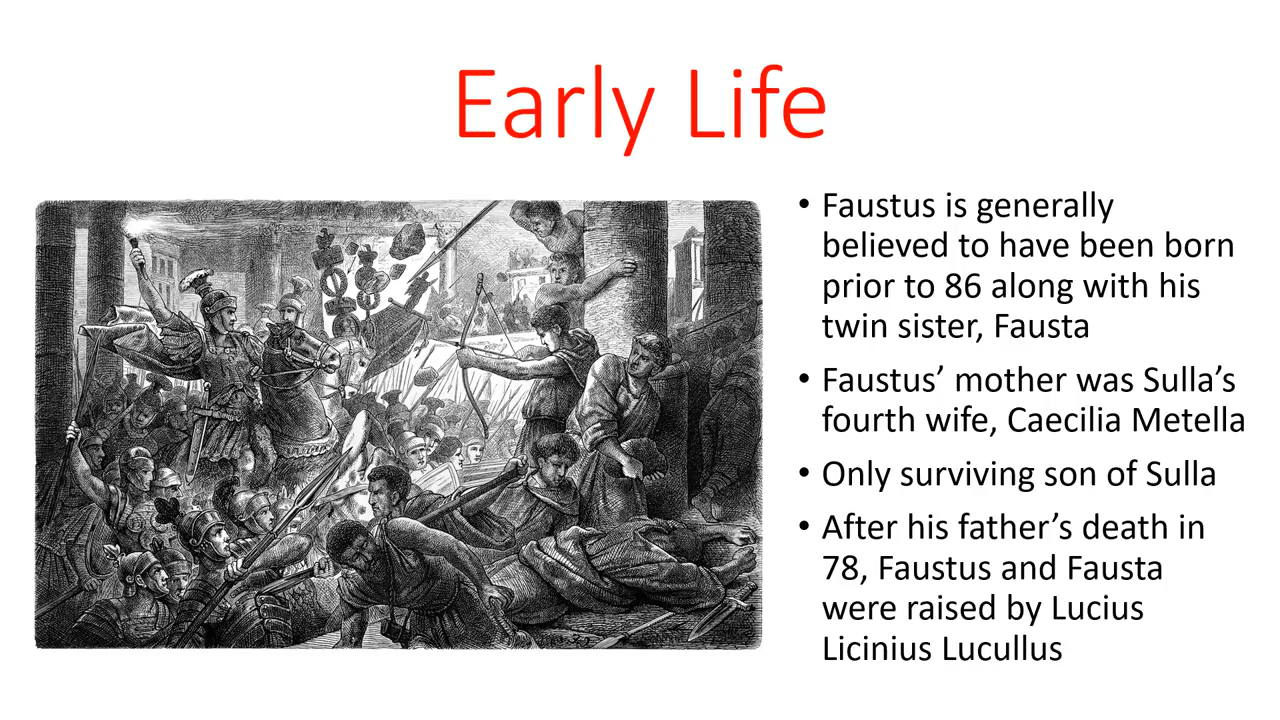 Early Life
• Faustus is generally
believed to have been born
prior to 86 along with his
twin sister, Fausta
• Faustus’ mother was Sulla’s
fourth wife, Caecilia Metella
• Only surviving son of Sulla
• After his father’s death in
78, Faustus and Fausta
were raised by Lucius
Licinius Lucullus